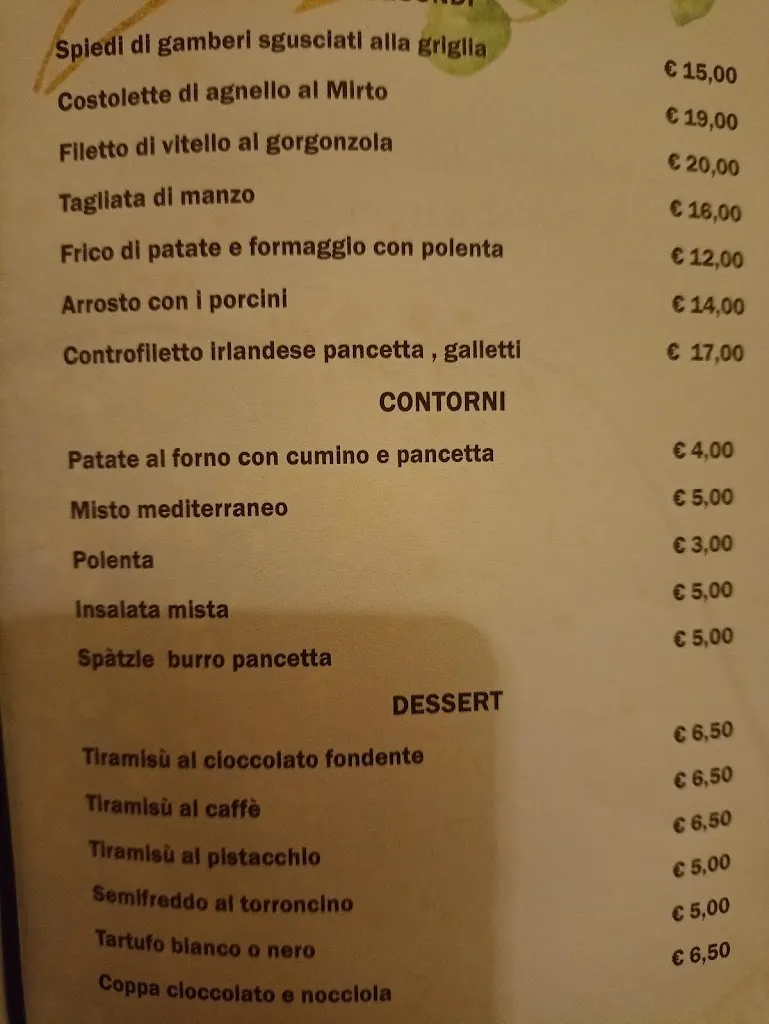 Spiedi di gamberi sgusciati alla griglia € 15,00
Costolette di agnello al Mirto € 19,00
Filetto di vitello al gorgonzola € 20,00
Tagliata di manzo € 16,00
Frico di patate e formaggio con polenta € 12,00
Arrosto con i porcini € 14,00
Controfiletto irlandese pancetta , galletti € 17,00
CONTORNI
Patate al forno con cumino e pancetta € 4,00
Misto mediterraneo € 5,00
Polenta € 3,00
Insalata mista € 5,00
Spàtzle burro pancetta € 5,00
DESSERT
Tiramisù al cioccolato fondente € 6,50
Tiramisù al caffè € 6,50
Tiramisù al pistacchio € 6,50
Semifreddo al torroncino € 5,00
Tartufo bianco o nero € 5,00
Coppa cioccolato e nocciola € 6,50